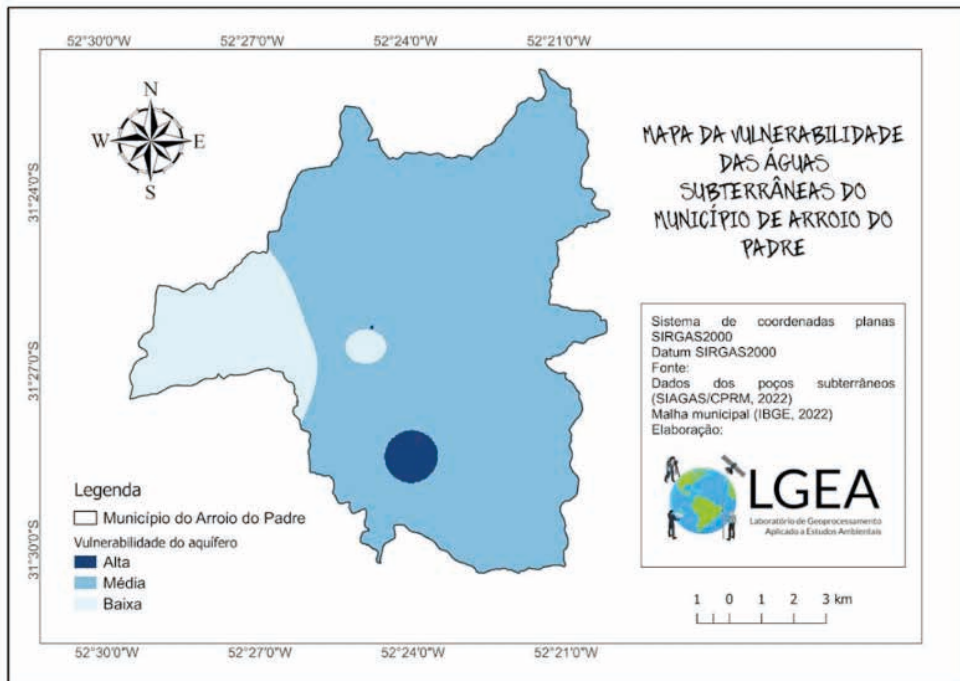 52°30'0"W 52°27'0"W 52°24'0"W 52°21'0"W
N
W E
S
31°24'0"S
31°27'0"S
31°30'0"S
MAPA DA VULNERABILIDADE
DAS ÁGUAS
SUBTERRÂNEAS DO
MUNICÍPIO DE ARROIO DO
PADRE
Sistema de coordenadas planas
SIRGAS2000
Datum SIRGAS2000
Fonte:
Dados dos poços subterrâneos
(SIAGAS/CPRM, 2022)
Malha municipal (IBGE, 2022)
Elaboração:
LGEA
Laboratório de Geoprocessamento
Aplicado a Estudos Ambientais
Legenda
Município do Arroio do Padre
Vulnerabilidade do aquífero
Alta
Média
Baixa
1 0 1 2 3 km
52°30'0"W 52°27'0"W 52°24'0"W 52°21'0"W